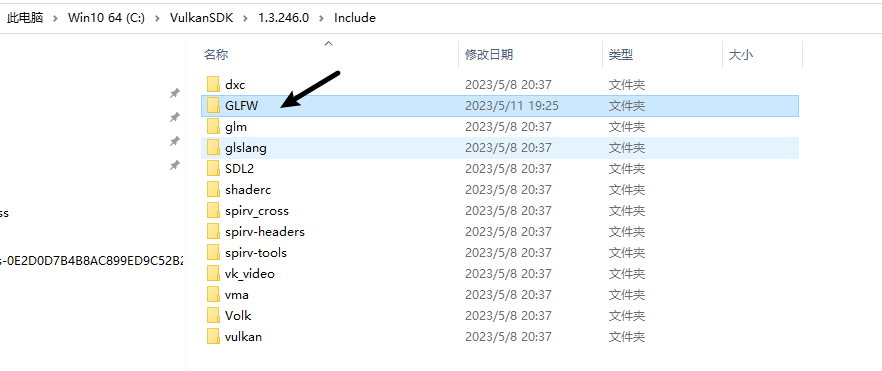 此电脑 > Win10 64 (C:) > VulkanSDK > 1.3.246.0 > Include
名称 修改日期 类型 大小
dxc 2023/5/8 20:37 文件夹
GLFW 2023/5/11 19:25 文件夹
glm 2023/5/8 20:37 文件夹
glslang 2023/5/8 20:37 文件夹
SDL2 2023/5/8 20:37 文件夹
shaderc 2023/5/8 20:37 文件夹
spirv_cross 2023/5/8 20:37 文件夹
ss
spirv-headers 2023/5/8 20:37 文件夹
spirv-tools 2023/5/8 20:37 文件夹
s-0E2D0D7B4B8AC899ED9C52B2
vk_video 2023/5/8 20:37 文件夹
vma 2023/5/8 20:37 文件夹
Volk 2023/5/8 20:37 文件夹
vulkan 2023/5/8 20:37 文件夹